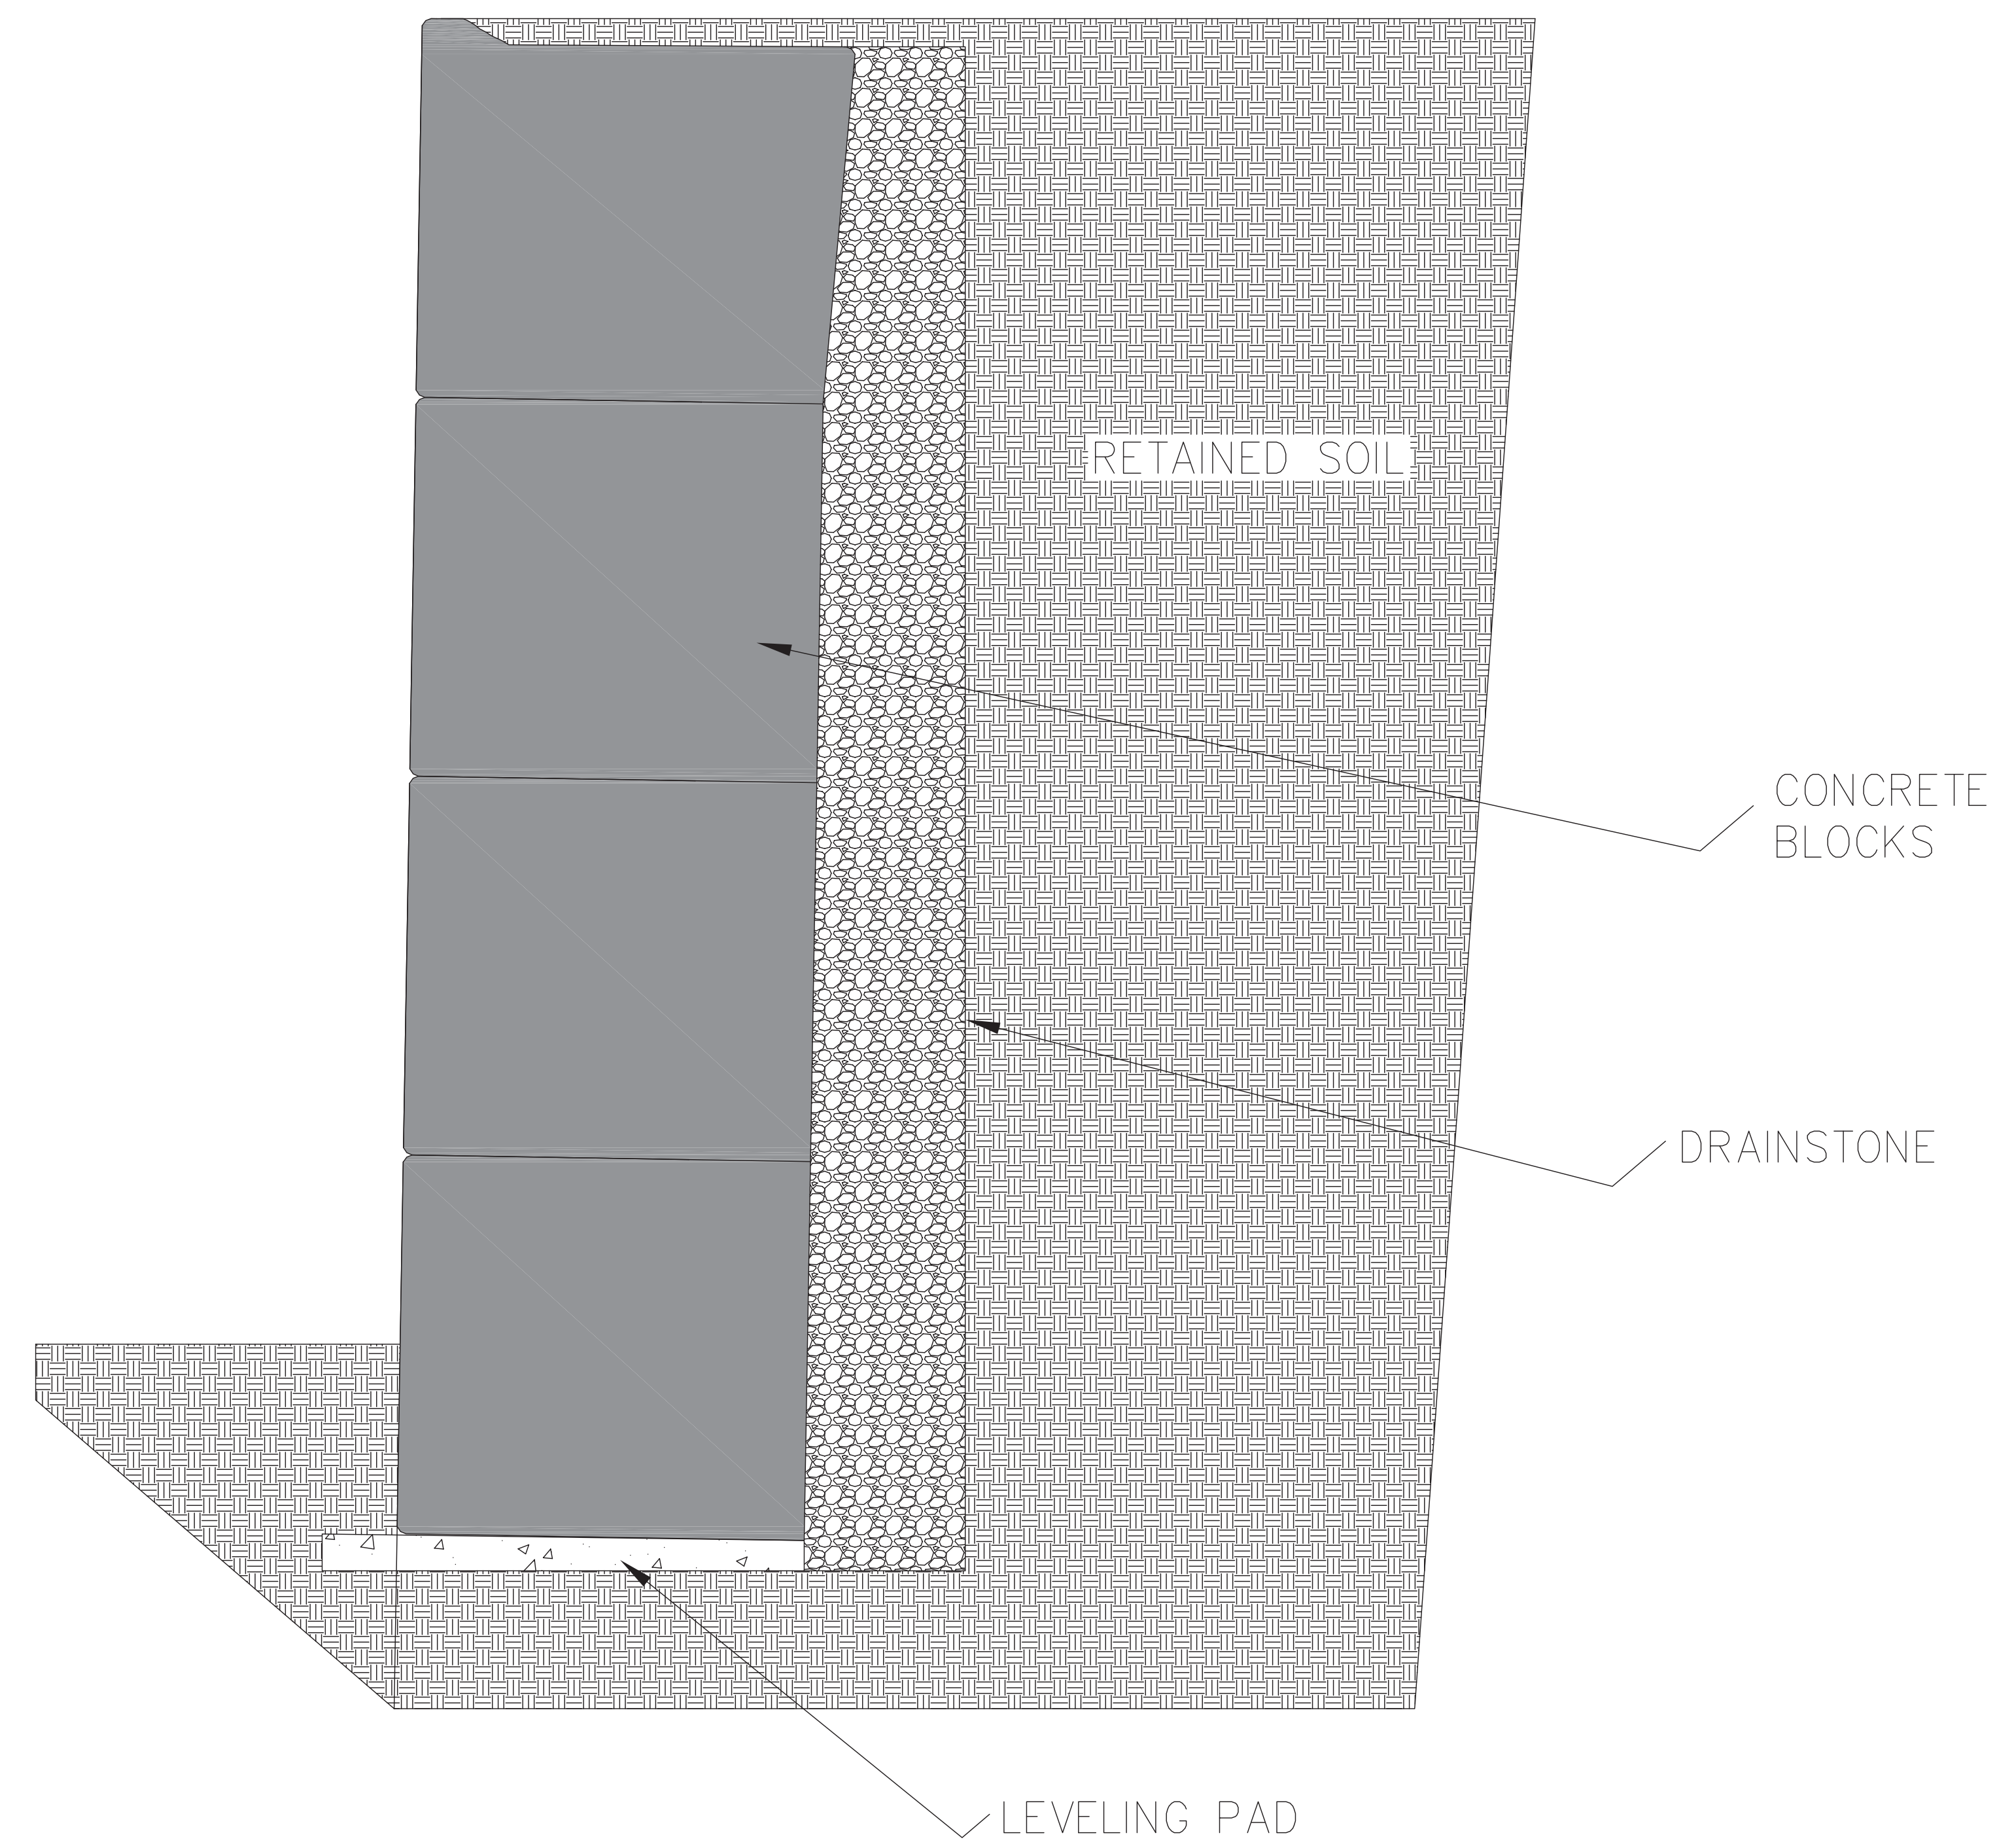 RETAINED SOIL
CONCRETE
BLOCKS
DRAINSTONE
LEVELING PAD